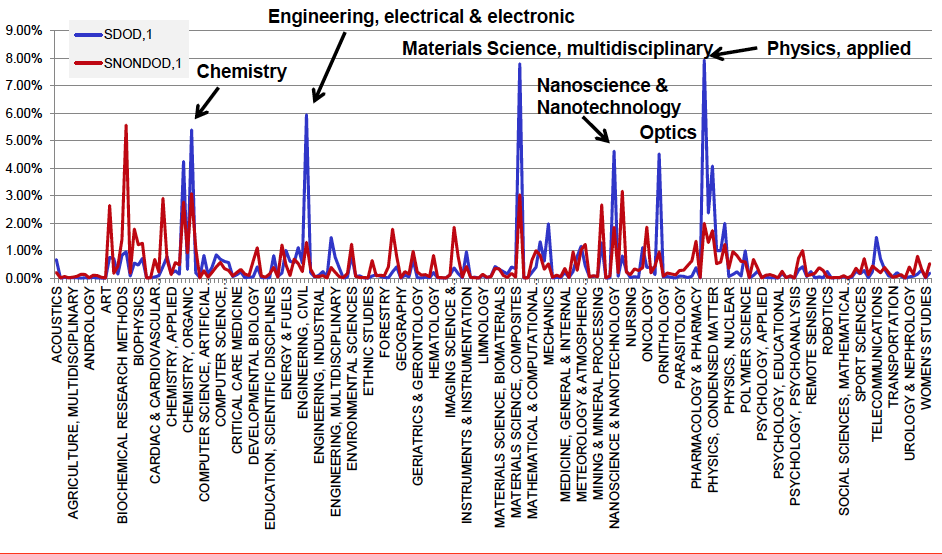 Engineering, electrical & electronic
9.00%
8.00%
7.00%
6.00%
5.00%
4.00%
3.00%
2.00%
1.00%
0.00%
SDOD,1
SNONDOD,1
Chemistry
Materials Science, multidisciplinary
Physics, applied
Nanoscience &
Nanotechnology
Optics
ACOUSTICS
AGRICULTURE, MULTIDISCIPLINARY
ANDROLOGY
ART
BIOCHEMICAL RESEARCH METHODS
BIOPHYSICS
CARDIAC & CARDIOVASCULAR
CHEMISTRY, APPLIED
CHEMISTRY, ORGANIC
COMPUTER SCIENCE, ARTIFICIAL
COMPUTER SCIENCE,
CRITICAL CARE MEDICINE
DEVELOPMENTAL BIOLOGY
EDUCATION, SCIENTIFIC DISCIPLINES
ENERGY & FUELS
ENGINEERING, CIVIL
ENGINEERING, INDUSTRIAL
ENGINEERING, MULTIDISCIPLINARY
ENVIRONMENTAL SCIENCES
ETHNIC STUDIES
FORESTRY
GEOGRAPHY
GERIATRICS & GERONTOLOGY
HEMATOLOGY
IMAGING SCIENCE &
INSTRUMENTS & INSTRUMENTATION
LIMNOLOGY
MATERIALS SCIENCE, BIOMATERIALS
MATERIALS SCIENCE, COMPOSITES
MATHEMATICAL & COMPUTATIONAL
MECHANICS
MEDICINE, GENERAL & INTERNAL
METEOROLOGY & ATMOSPHERIC
MINING & MINERAL PROCESSING
NANOSCIENCE & NANOTECHNOLOGY
NURSING
ONCOLOGY
ORNITHOLOGY
PARASITOLOGY
PHARMACOLOGY & PHARMACY
PHYSICS, CONDENSED MATTER
PHYSICS, NUCLEAR
POLYMER SCIENCE
PSYCHOLOGY, APPLIED
PSYCHOLOGY, EDUCATIONAL
PSYCHOLOGY, PSYCHOANALYSIS
REMOTE SENSING
ROBOTICS
SOCIAL SCIENCES, MATHEMATICAL
SPORT SCIENCES
TELECOMMUNICATIONS
TRANSPORTATION
UROLOGY & NEPHROLOGY
WOMEN'S STUDIES